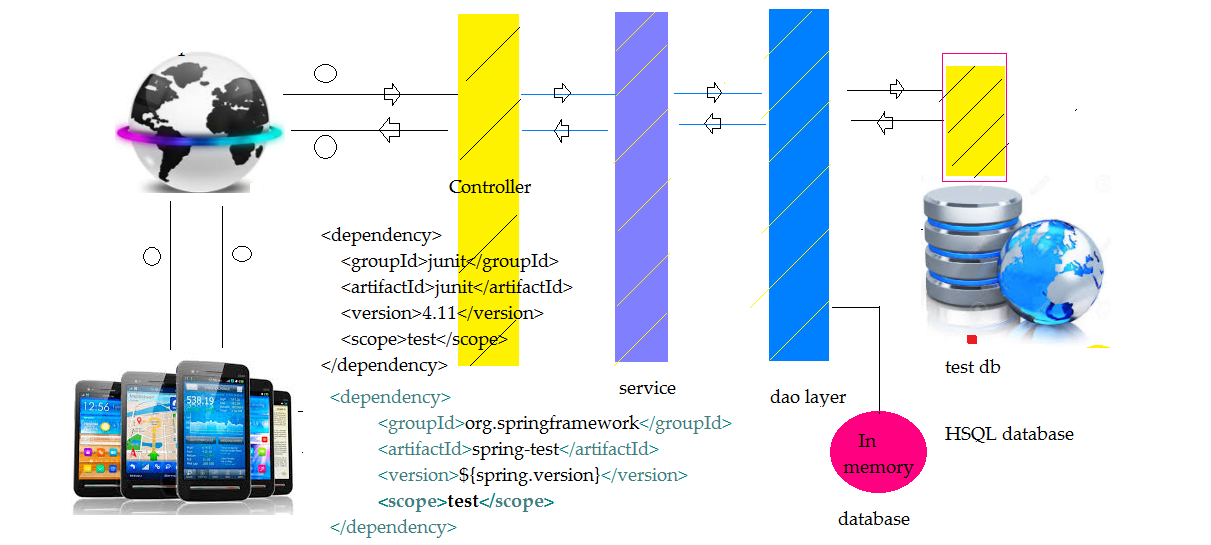 Controller
<dependency>
<groupId>junit</groupId>
<artifactId>junit</artifactId>
<version>4.11</version>
<scope>test</scope>
</dependency>
<dependency>
<groupId>org.springframework</groupId>
<artifactId>spring-test</artifactId>
<version>${spring.version}</version>
<scope>test</scope>
</dependency>
service
dao layer
test db
HSQL database
In
memory
database
12:56
538.19